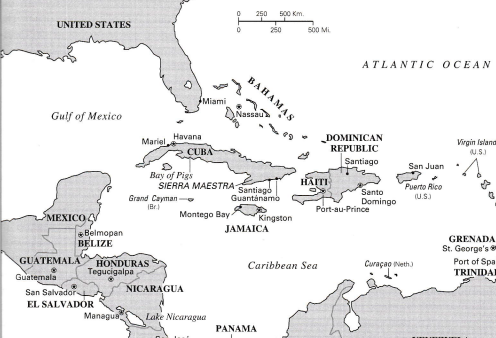 UNITED STATES
0 250 500 Km.
0 250 500 Mi.
ATLANTIC OCEAN
BAHAMAS
Miami
Nassau
Gulf of Mexico
Havana
Mariel
CUBA
DOMINICAN
REPUBLIC
Virgin Islands
(U.S.)
Bay of Pigs
SIERRA MAESTRA
Santiago
San Juan
HAITI
Grand Cayman
(Br.)
Santiago
Guantánamo
Santo
Domingo
Puerto Rico
(U.S.)
Montego Bay
Kingston
Port-au-Prince
MEXICO
JAMAICA
Belmopan
BELIZE
GRENADA
St. George's
GUATEMALA
HONDURAS
Tegucigalpa
Caribbean Sea
Curaçao (Neth.)
Port of Spa
TRINIDA
Guatemala
San Salvador
NICARAGUA
EL SALVADOR
Managua
Lake Nicaragua
PANAMA